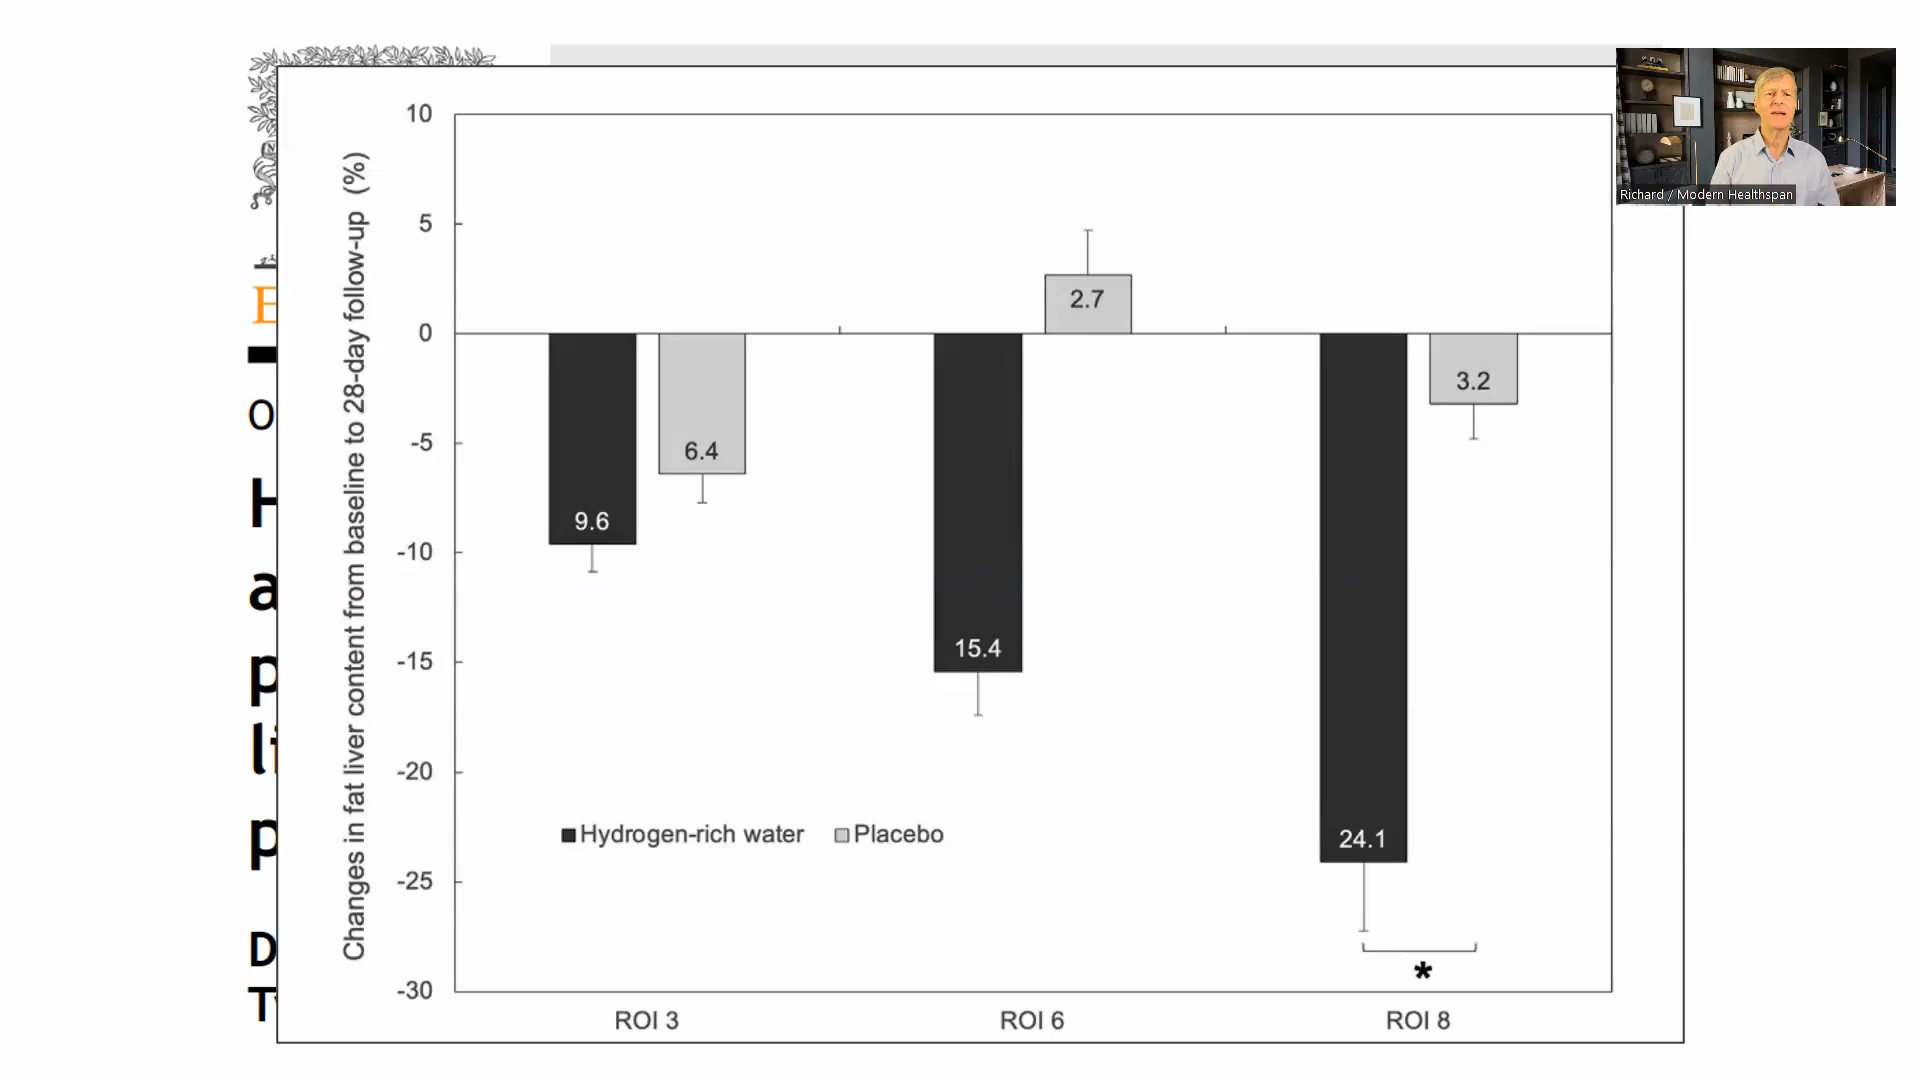 Richard / Modern Healthspan
Changes in fat liver content from baseline to 28-day follow-up (%)
10
5
0
-5
-10
-15
-20
-25
-30
9.6
6.4
15.4
2.7
24.1
3.2
*
Hydrogen-rich water
Placebo
ROI 3
ROI 6
ROI 8
E
O
H
a
p
li
p
D